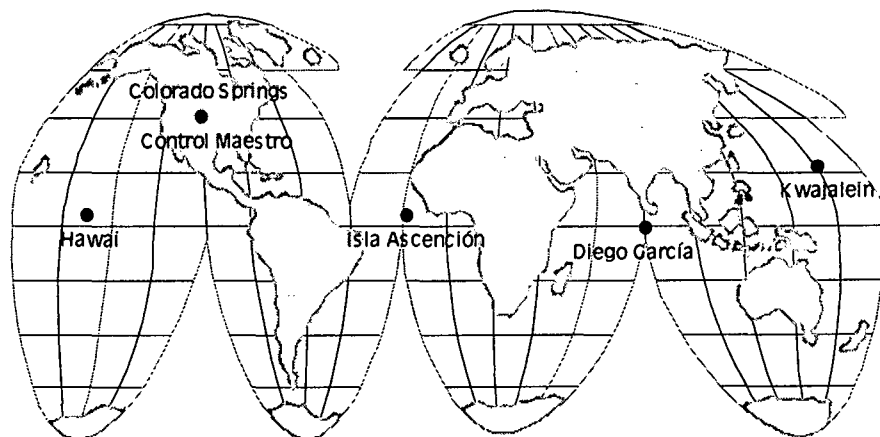 Colorado Springs
Control Maestro
Kwajalein
Hawai
Isla Ascención
Diego García